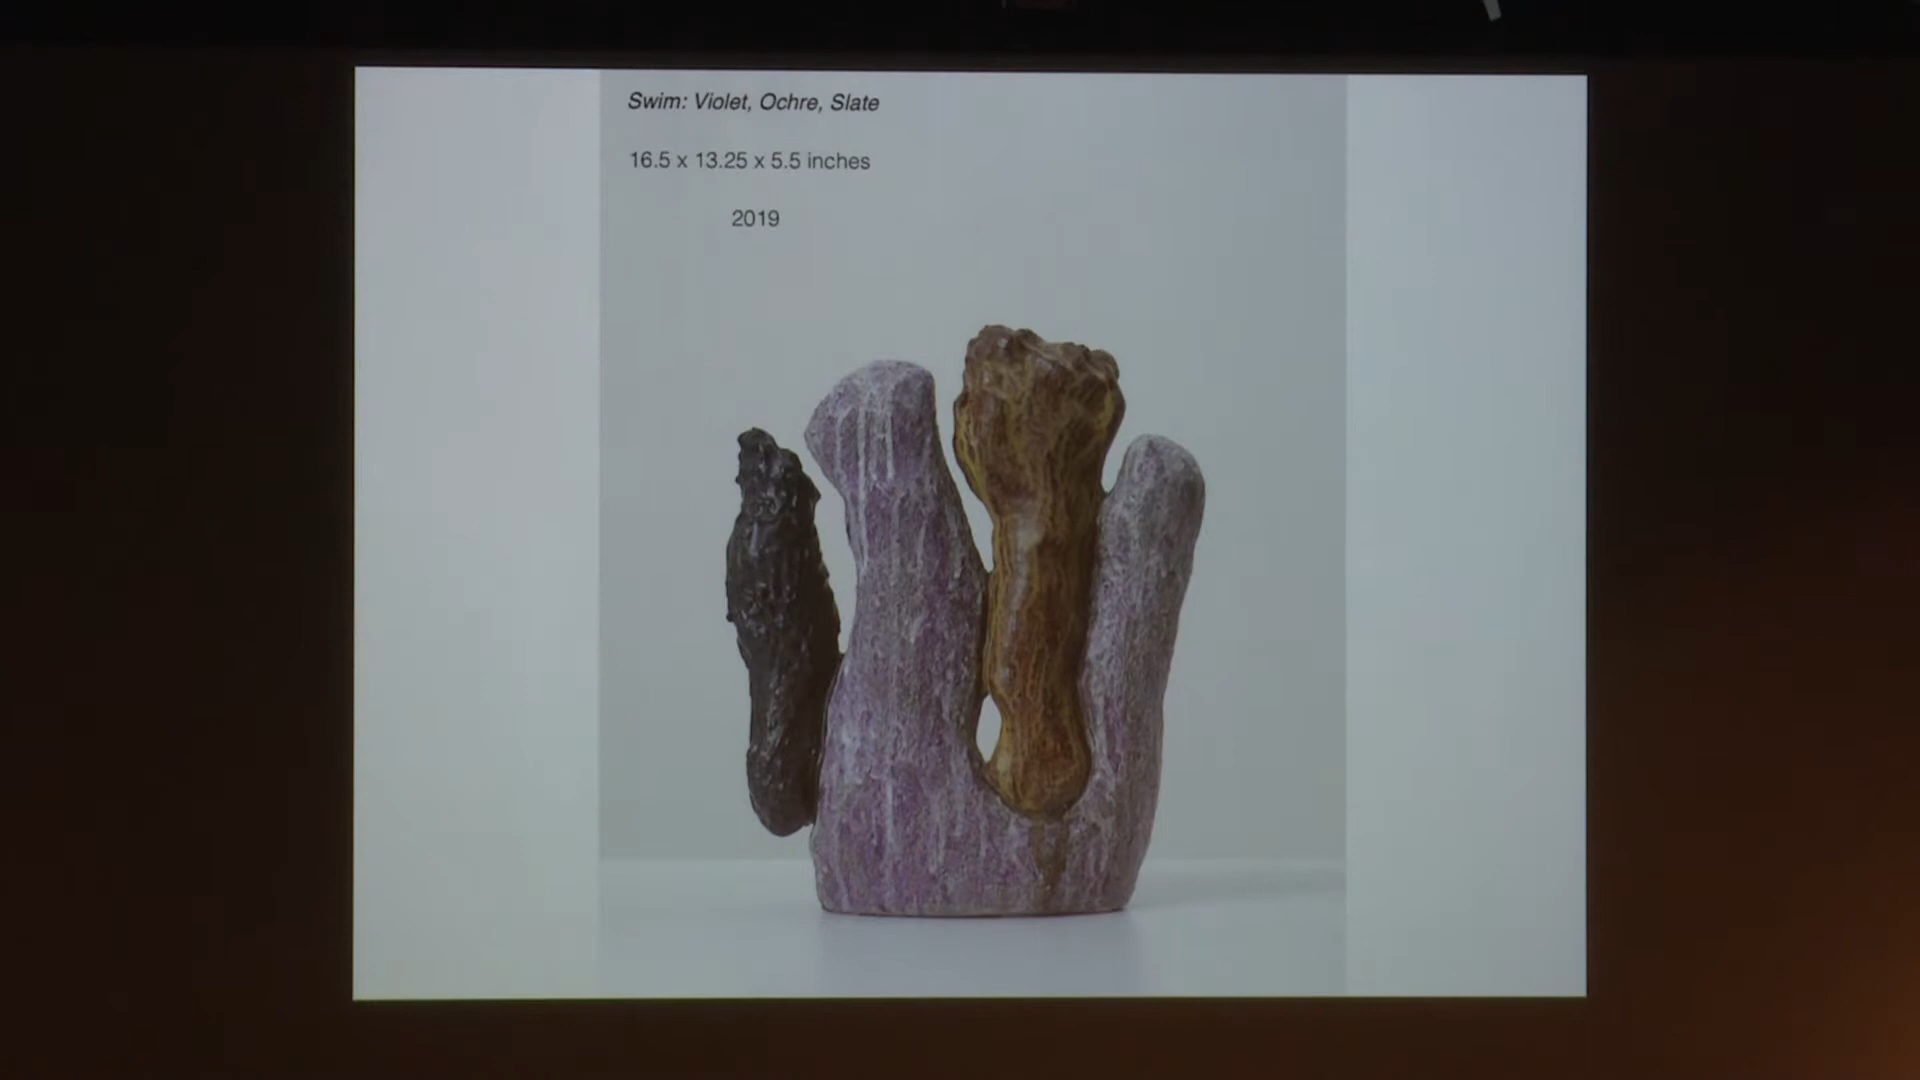 Swim: Violet, Ochre, Slate
16.5 x 13.25 x 5.5 inches
2019